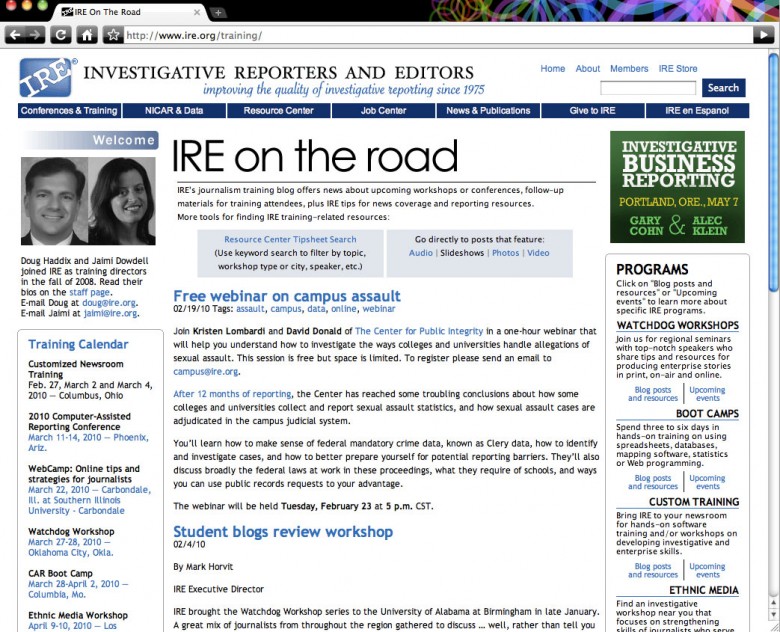 IRE On The Road
http://www.ire.org/training/
IRE
INVESTIGATIVE REPORTERS AND EDITORS
improving the quality of investigative reporting since 1975
Home About Members IRE Store
Search
Conferences & Training NICAR & Data Resource Center Job Center News & Publications Give to IRE IRE en Espanol
Welcome
Doug Haddix and Jaimi Dowdell
joined IRE as training directors
in the fall of 2008. Read their
bios on the staff page.
E-mail Doug at doug@ire.org.
E-mail Jaimi at jaimi@ire.org.
Training Calendar
Customized Newsroom
Training
Feb. 27, March 2 and March 4,
2010 — Columbus, Ohio
2010 Computer-Assisted
Reporting Conference
March 11-14, 2010 — Phoenix,
Ariz.
WebCamp: Online tips and
strategies for journalists
March 22, 2010 — Carbondale,
Ill. at Southern Illinois
University - Carbondale
Watchdog Workshop
March 27-28, 2010 —
Oklahoma City, Okla.
CAR Boot Camp
March 28-April 2, 2010 —
Columbia, Mo.
Ethnic Media Workshop
April 9-10, 2010 — Los
IRE on the road
IRE's journalism training blog offers news about upcoming workshops or conferences, follow-up
materials for training attendees, plus IRE tips for news coverage and reporting resources.
More tools for finding IRE training-related resources:
Resource Center Tipsheet Search
(Use keyword search to filter by topic,
workshop type or city, speaker, etc.)
Go directly to posts that feature:
Audio | Slideshows | Photos | Video
Free webinar on campus assault
02/19/10 Tags: assault, campus, data, online, webinar
Join Kristen Lombardi and David Donald of The Center for Public Integrity in a one-hour webinar that
will help you understand how to investigate the ways colleges and universities handle allegations of
sexual assault. This session is free but space is limited. To register please send an email to
campus@ire.org.
After 12 months of reporting, the Center has reached some troubling conclusions about how some
colleges and universities collect and report sexual assault statistics, and how sexual assault cases are
adjudicated in the campus judicial system.
You'll learn how to make sense of federal mandatory crime data, known as Clery data, how to identify
and investigate cases, and how to better prepare yourself for potential reporting barriers. They'll also
discuss broadly the federal laws at work in these proceedings, what they require of schools, and ways
you can use public records requests to your advantage.
The webinar will be held Tuesday, February 23 at 5 p.m. CST.
Student blogs review workshop
02/4/10
By Mark Horvit
IRE Executive Director
IRE brought the Watchdog Workshop series to the University of Alabama at Birmingham in late January.
A great mix of journalists from throughout the region gathered to discuss ... well, rather than tell you
INVESTIGATIVE
BUSINESS
REPORTING
PORTLAND, ORE., MAY 7
GARY COHN & ALEC KLEIN
PROGRAMS
Click on "Blog posts and
resources" or "Upcoming
events" to learn more about
specific IRE programs.
WATCHDOG WORKSHOPS
Join us for regional seminars
with top-notch speakers who
share tips and resources for
producing enterprise stories
in print, on-air and online.
Blog posts and resources | Upcoming events
BOOT CAMPS
Spend three to six days in
hands-on training on using
spreadsheets, databases,
mapping software, statistics
or Web programming.
Blog posts and resources | Upcoming events
CUSTOM TRAINING
Bring IRE to your newsroom
for hands-on software
training and/or workshops on
developing investigative and
enterprise skills.
Blog posts and resources | Upcoming events
ETHNIC MEDIA
Find an investigative
workshop near you that
focuses on strengthening
skills of journalists who serve